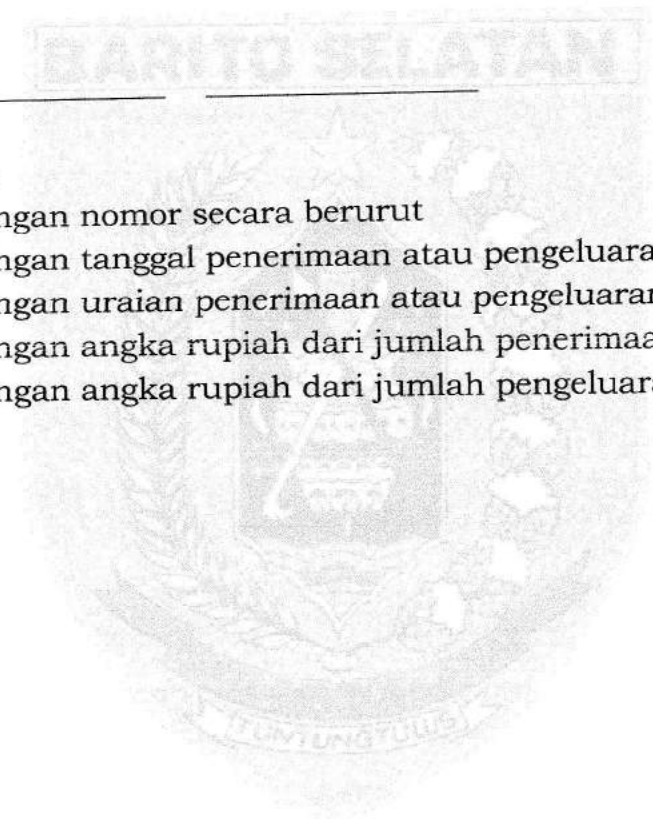 BARITO SELATAN
ngan nomor secara berurut
ngan tanggal penerimaan atau pengeluara
ngan uraian penerimaan atau pengeluaran
ngan angka rupiah dari jumlah penerimaa
ngan angka rupiah dari jumlah pengeluara